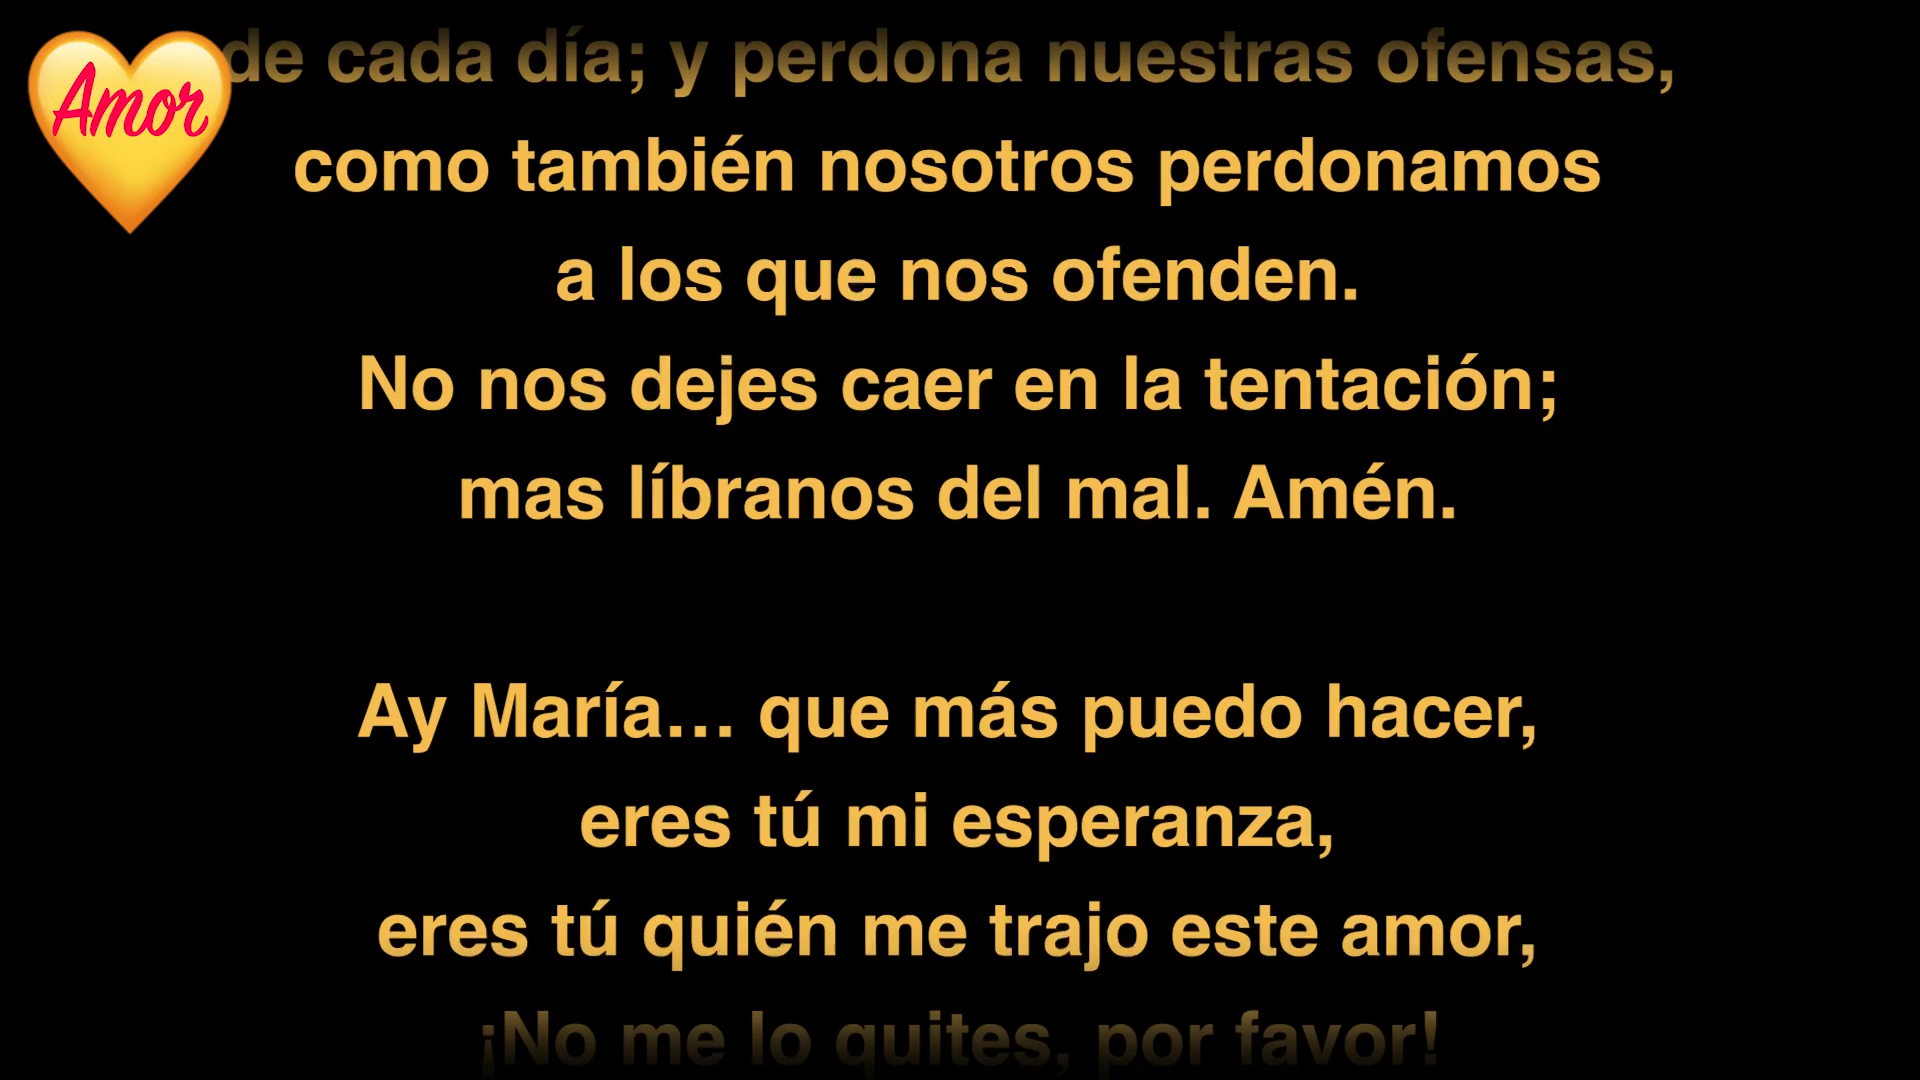 Amor
de cada día; y perdona nuestras ofensas,
como también nosotros perdonamos
a los que nos ofenden.
No nos dejes caer en la tentación;
mas líbranos del mal. Amén.
Ay María… que más puedo hacer,
eres tú mi esperanza,
eres tú quién me trajo este amor,
¡No me lo quites, por favor!